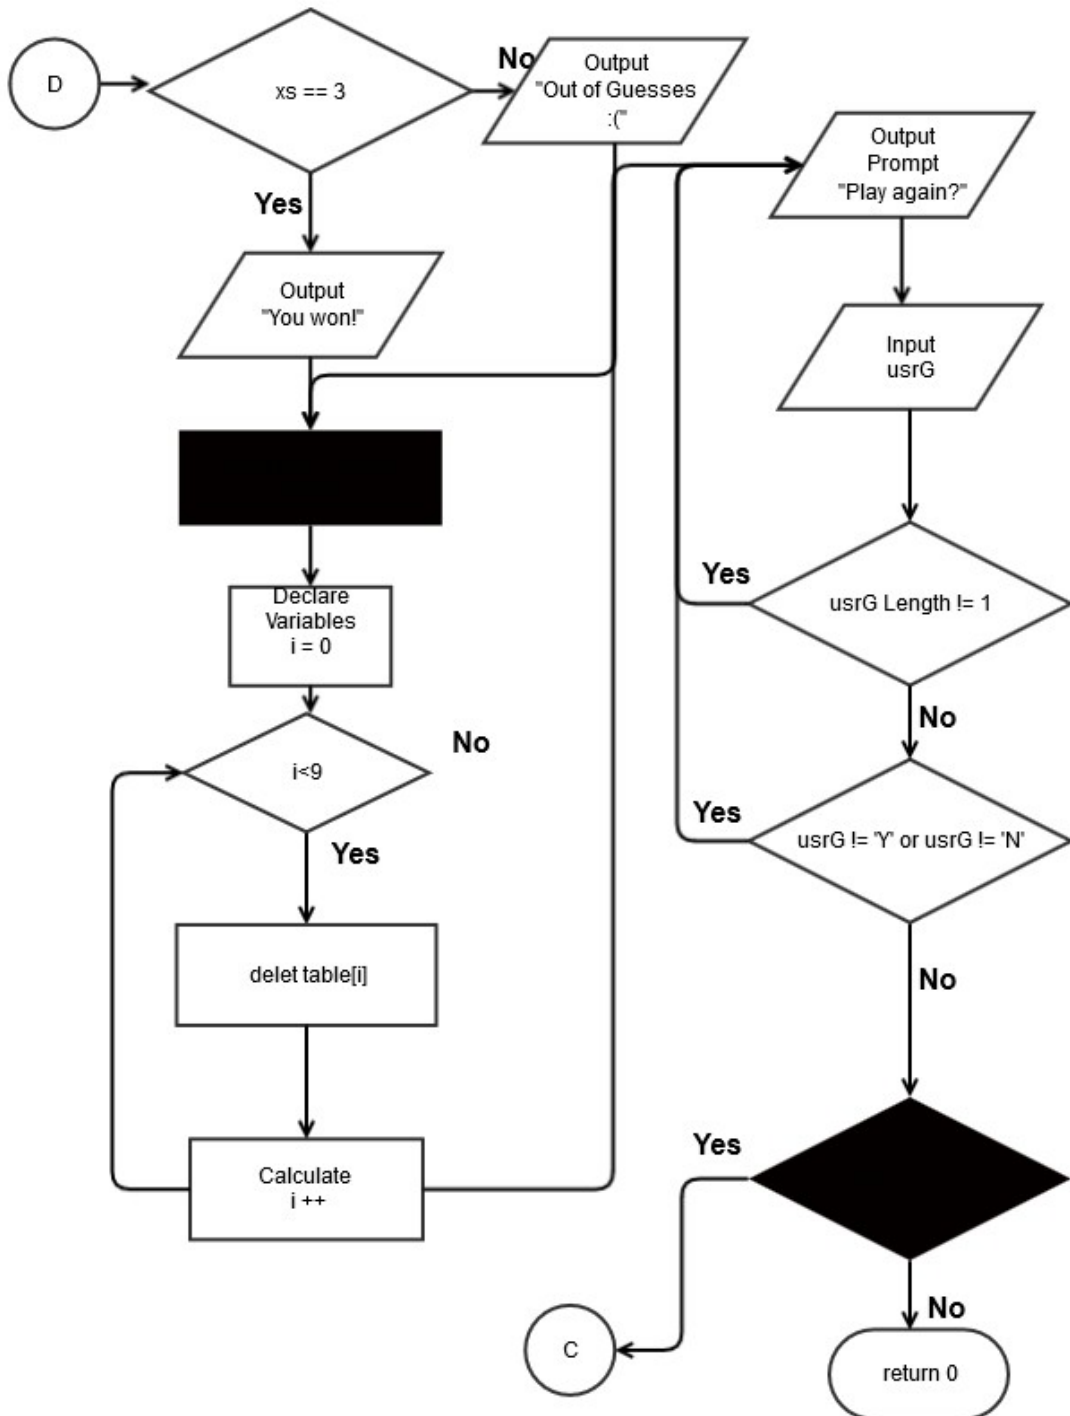 D
xs == 3
No
Output
"Out of Guesses
:("
Yes
Output
"You won!"
Declare
Variables
i = 0
i<9
No
Yes
delet table[i]
Calculate
i ++
Output
Prompt
"Play again?"
Input
usrG
usrG Length != 1
Yes
No
usrG != 'Y' or usrG != 'N'
Yes
No
Yes
No
C
return 0